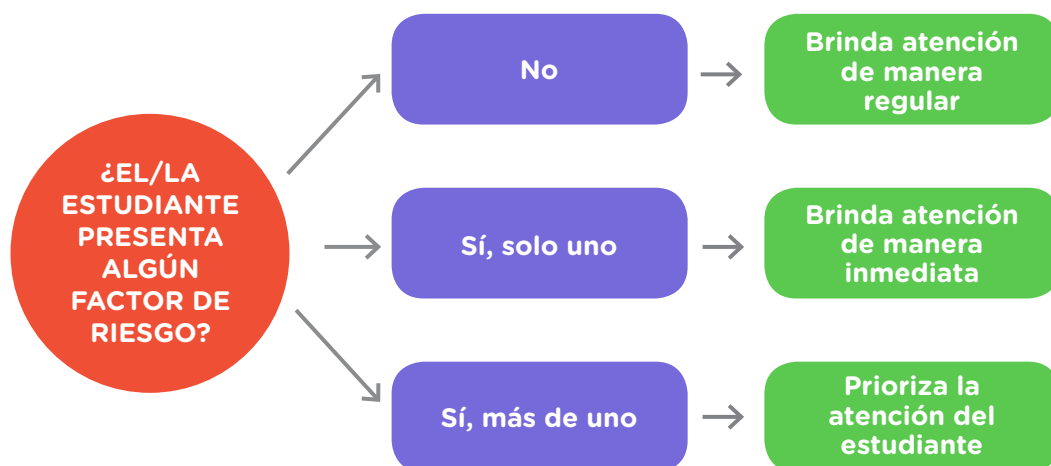 ¿EL/LA
ESTUDIANTE
PRESENTA
ALGÚN
FACTOR DE
RIESGO?
No
Brinda atención
de manera
regular
Sí, solo uno
Brinda atención
de manera
inmediata
Sí, más de uno
Prioriza la
atención del
estudiante